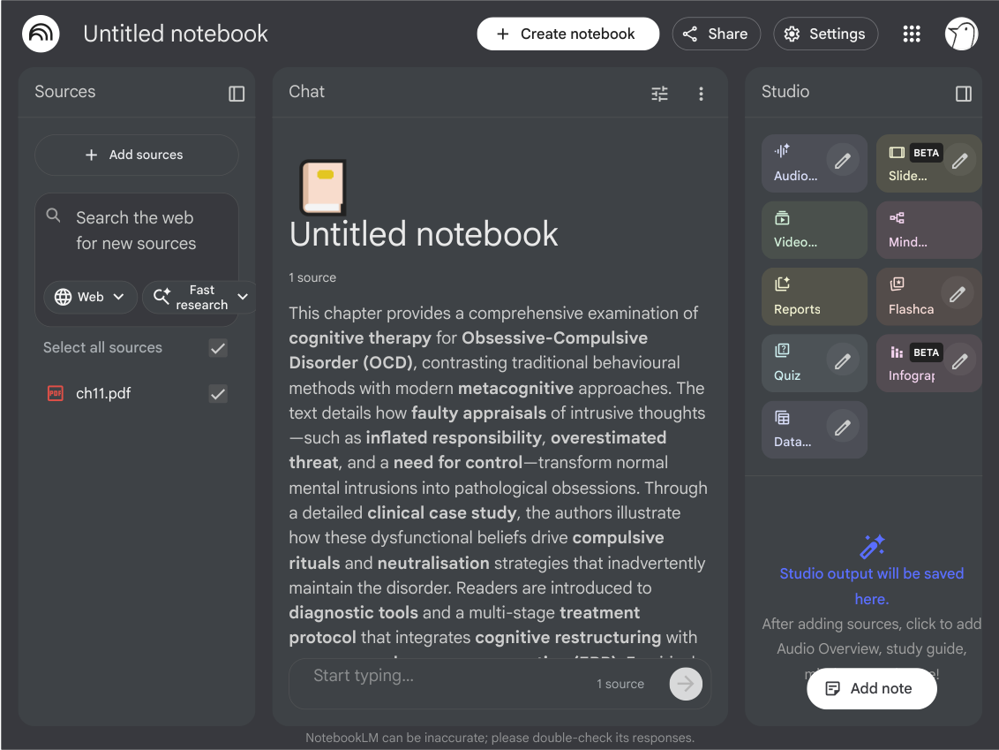 Untitled notebook
Create notebook
Share
Settings
Sources
Add sources
Search the web
for new sources
Web
Fast
research
Select all sources
PDF
ch11.pdf
Chat
Untitled notebook
1 source
This chapter provides a comprehensive examination of
cognitive therapy for Obsessive-Compulsive
Disorder (OCD), contrasting traditional behavioural
methods with modern metacognitive approaches. The
text details how faulty appraisals of intrusive thoughts
—such as inflated responsibility, overestimated
threat, and a need for control—transform normal
mental intrusions into pathological obsessions. Through
a detailed clinical case study, the authors illustrate
how these dysfunctional beliefs drive compulsive
rituals and neutralisation strategies that inadvertently
maintain the disorder. Readers are introduced to
diagnostic tools and a multi-stage treatment
protocol that integrates cognitive restructuring with
Start typing...
1 source
NotebookLM can be inaccurate; please double-check its responses.
Studio
Audio...
BETA
Slide...
Video...
Mind...
Reports
Flashca
Quiz
BETA
Infograp
Data...
Studio output will be saved
here.
After adding sources, click to add
Audio Overview, study guide,
Add note